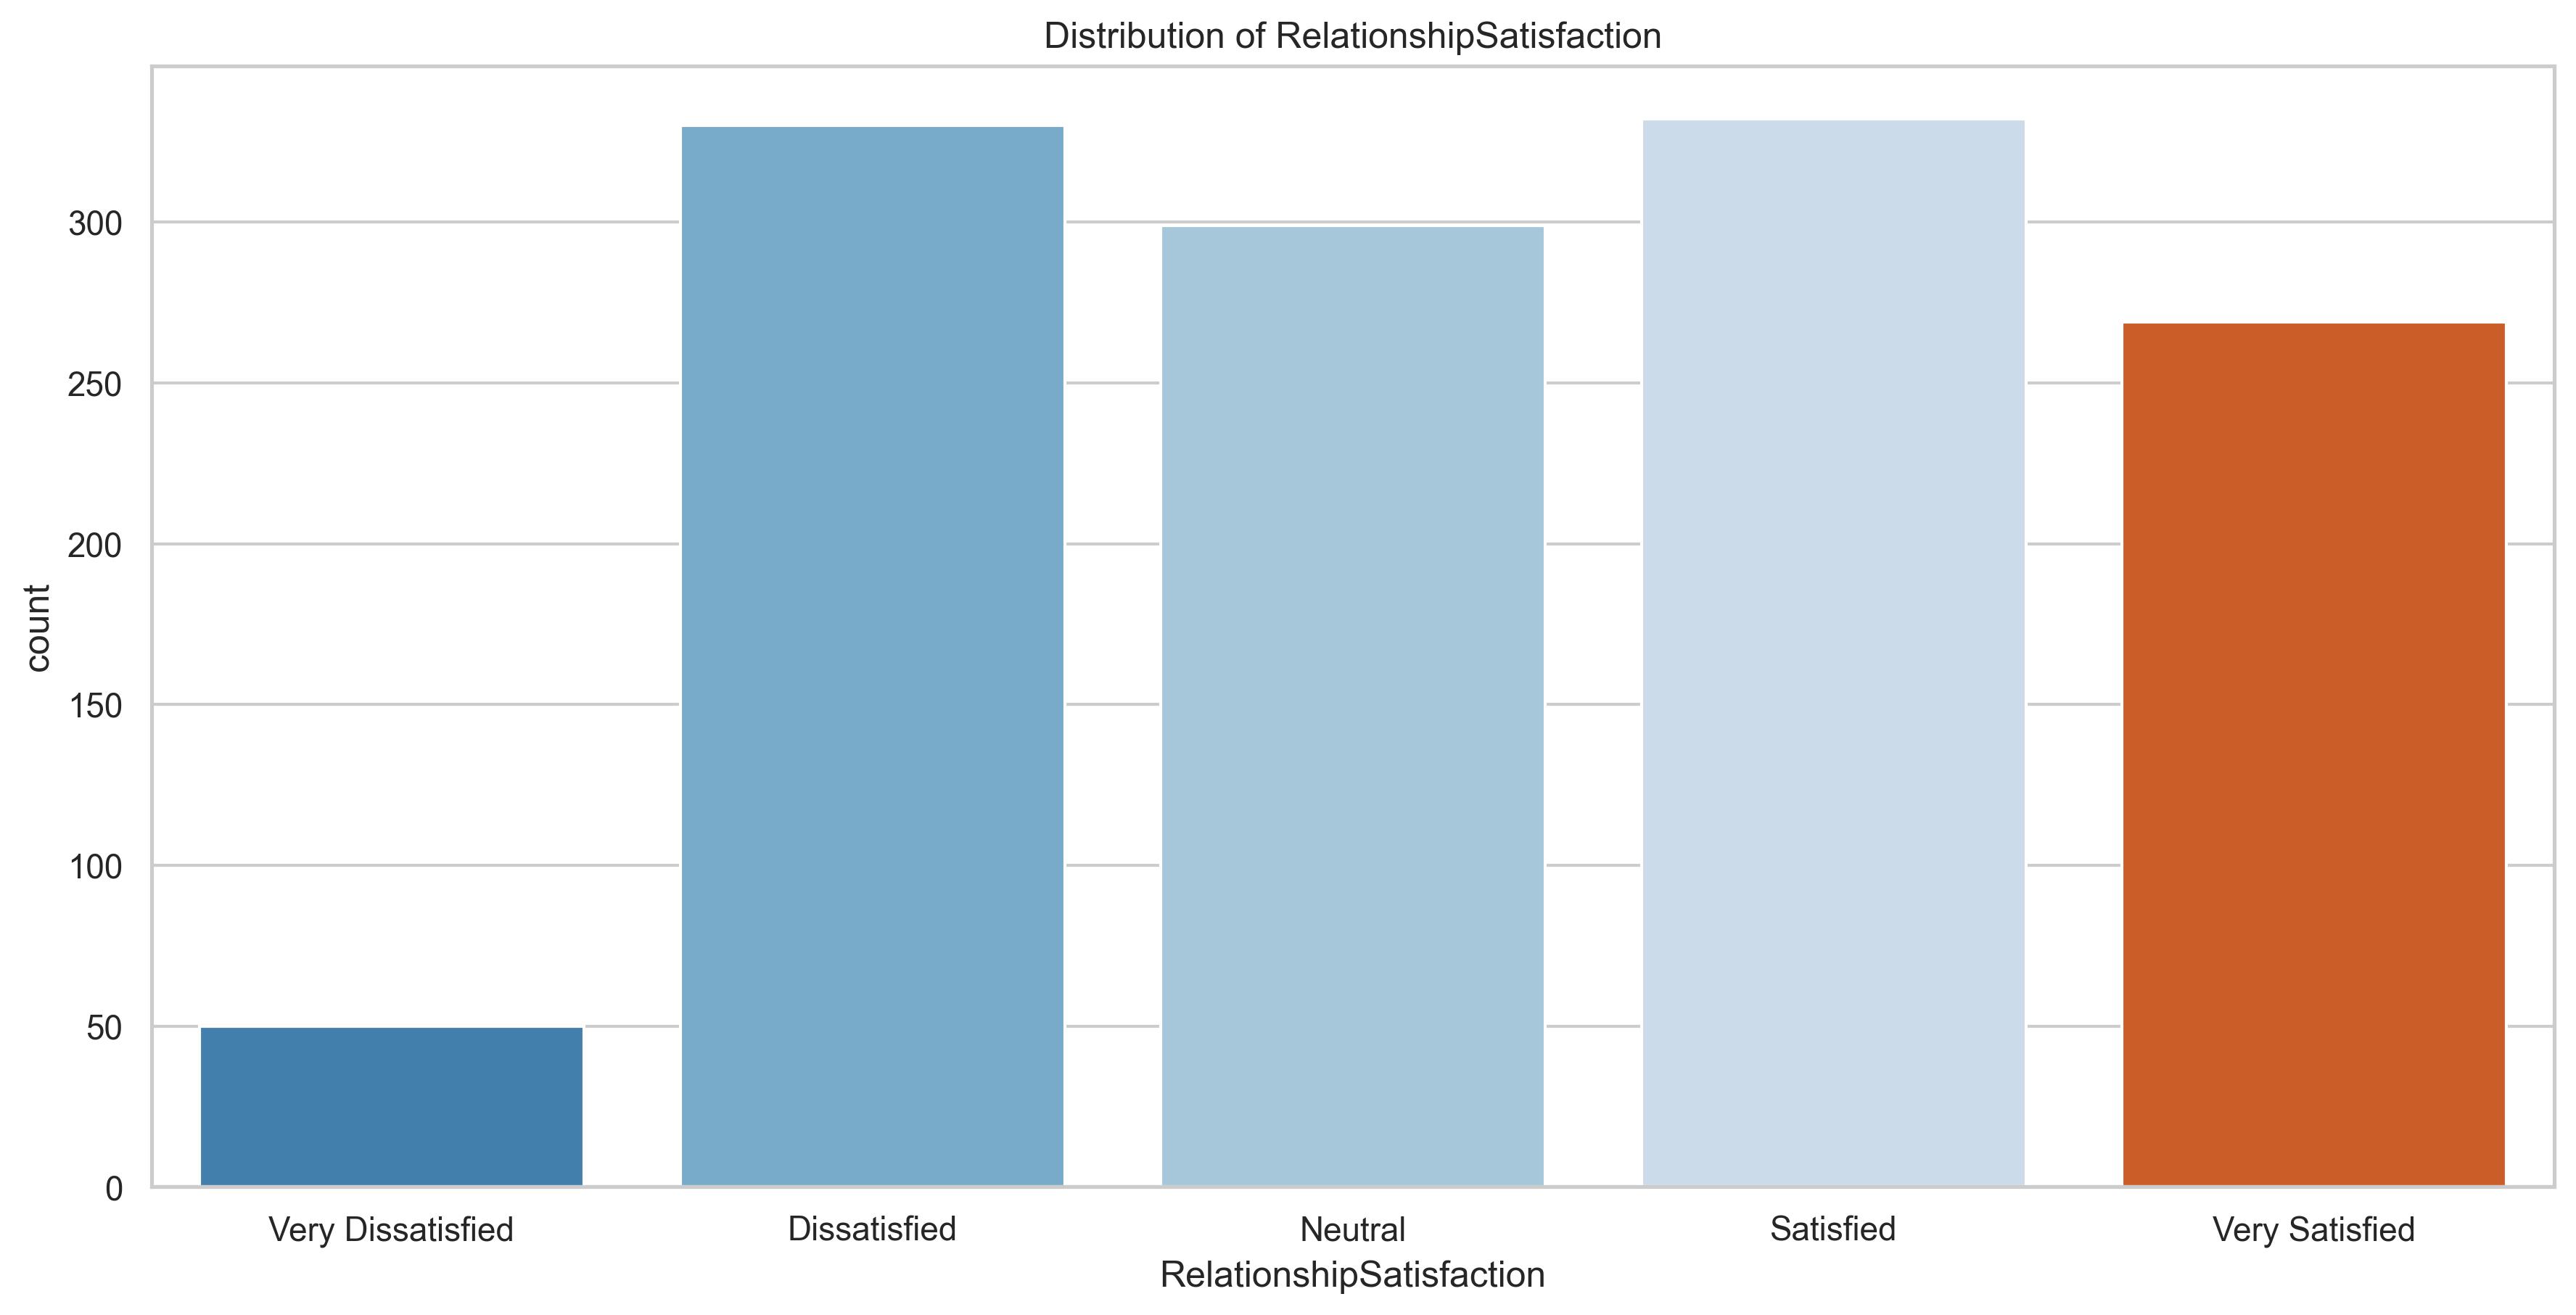 Distribution of RelationshipSatisfaction
300
250
200
150
100
50
0
count
Very Dissatisfied
Dissatisfied
Neutral
Satisfied
Very Satisfied
RelationshipSatisfaction